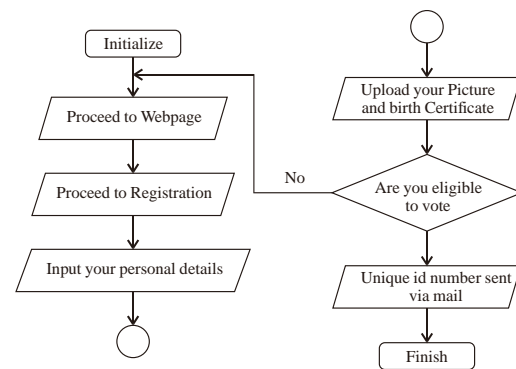 Initialize
Proceed to Webpage
Proceed to Registration
Input your personal details
Upload your Picture
and birth Certificate
Are you eligible
to vote
No
Unique id number sent
via mail
Finish